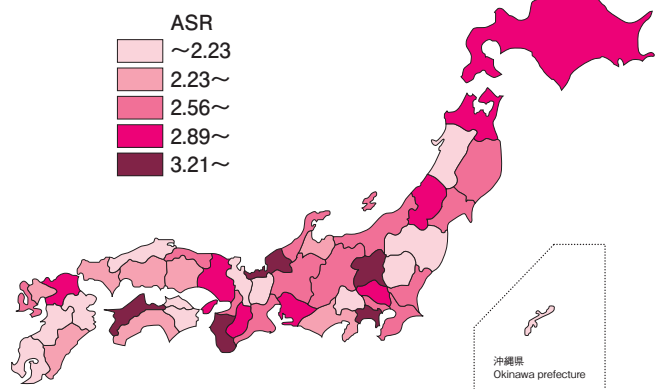 ASR
～2.23
2.23～
2.56～
2.89～
3.21～
沖縄県
Okinawa prefecture